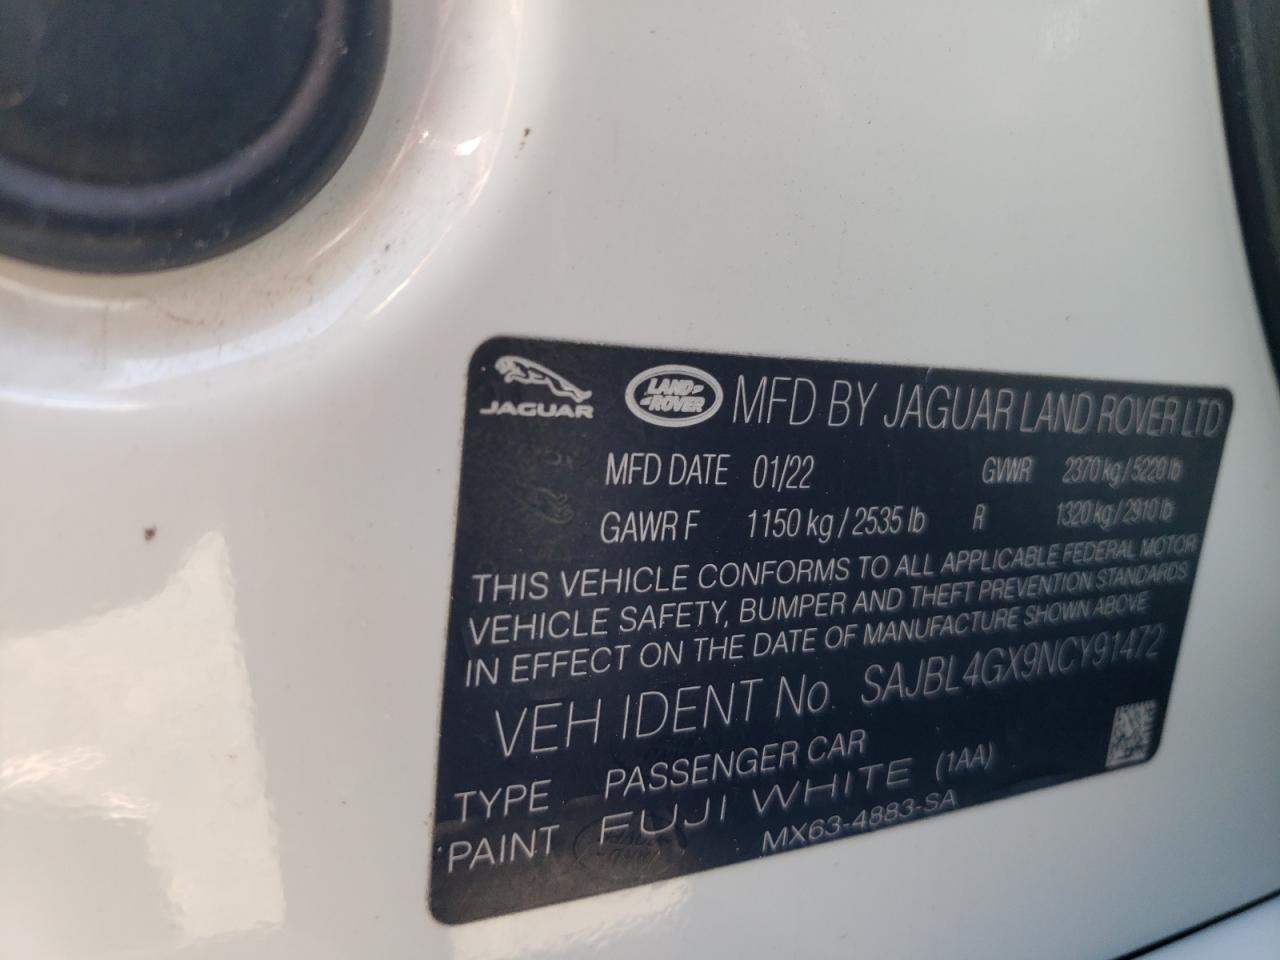 JAGUAR LAND ROVER MFD BY JAGUAR LAND ROVER LTD
MFD DATE 01/22 GVWR 2370 kg / 5220 lb
GAWR F 1150 kg / 2535 lb R 1320 kg / 2910 lb
THIS VEHICLE CONFORMS TO ALL APPLICABLE FEDERAL MOTOR
VEHICLE SAFETY, BUMPER AND THEFT PREVENTION STANDARDS
IN EFFECT ON THE DATE OF MANUFACTURE SHOWN ABOVE
VEH IDENT No. SAJBL4GX9NCY91472
TYPE PASSENGER CAR
PAINT FUJI WHITE (1AA)
MX63-4883-SA